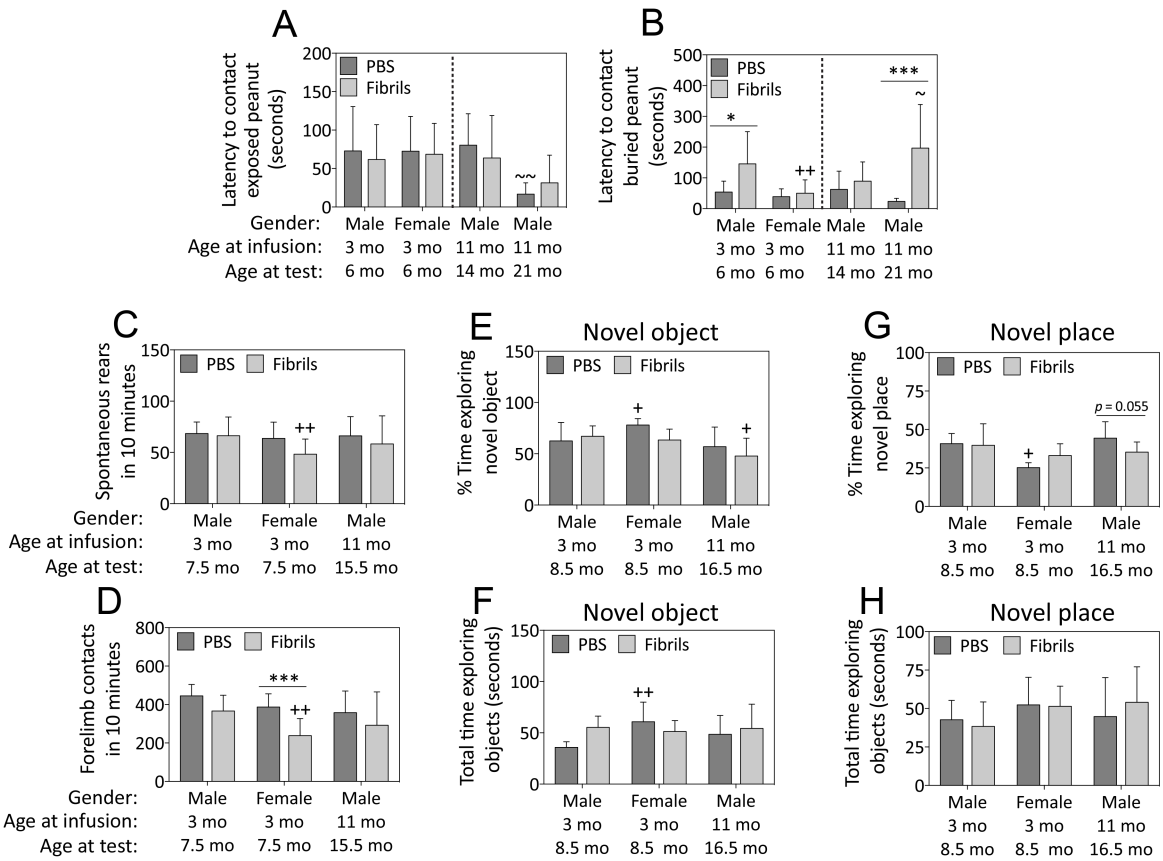 A
Latency to contact
exposed peanut
(seconds)
200
150
100
50
0
PBS
Fibrils
~~
Gender: Male Female Male Male
Age at infusion: 3 mo 3 mo 11 mo 11 mo
Age at test: 6 mo 6 mo 14 mo 21 mo
B
Latency to contact
buried peanut
(seconds)
500
400
300
200
100
0
PBS
Fibrils
*
++
***
~
Male Female Male Male
3 mo 3 mo 11 mo 11 mo
6 mo 6 mo 14 mo 21 mo
C
Spontaneous rears
in 10 minutes
150
100
50
0
PBS Fibrils
++
Gender: Male Female Male
Age at infusion: 3 mo 3 mo 11 mo
Age at test: 7.5 mo 7.5 mo 15.5 mo
E
Novel object
% Time exploring
novel object
150
100
50
0
PBS Fibrils
+
+
Male Female Male
3 mo 3 mo 11 mo
8.5 mo 8.5 mo 16.5 mo
G
Novel place
% Time exploring
novel place
100
75
50
25
0
PBS Fibrils
+
p = 0.055
Male Female Male
3 mo 3 mo 11 mo
8.5 mo 8.5 mo 16.5 mo
D
Forelimb contacts
in 10 minutes
800
600
400
200
0
PBS Fibrils
***
++
Gender: Male Female Male
Age at infusion: 3 mo 3 mo 11 mo
Age at test: 7.5 mo 7.5 mo 15.5 mo
F
Novel object
Total time exploring
objects (seconds)
150
100
50
0
PBS Fibrils
++
Male Female Male
3 mo 3 mo 11 mo
8.5 mo 8.5 mo 16.5 mo
H
Novel place
Total time exploring
objects (seconds)
100
75
50
25
0
PBS Fibrils
Male Female Male
3 mo 3 mo 11 mo
8.5 mo 8.5 mo 16.5 mo